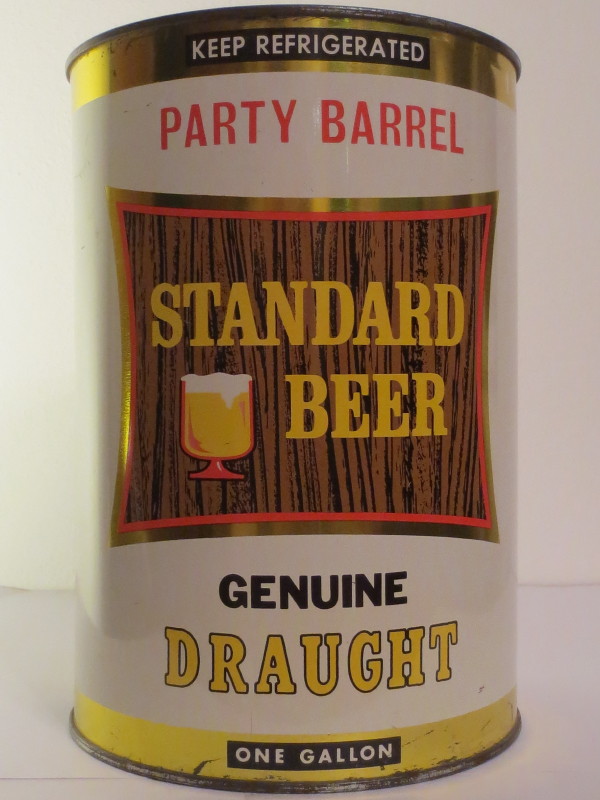 KEEP REFRIGERATED
PARTY BARREL
STANDARD
BEER
GENUINE
DRAUGHT
ONE GALLON